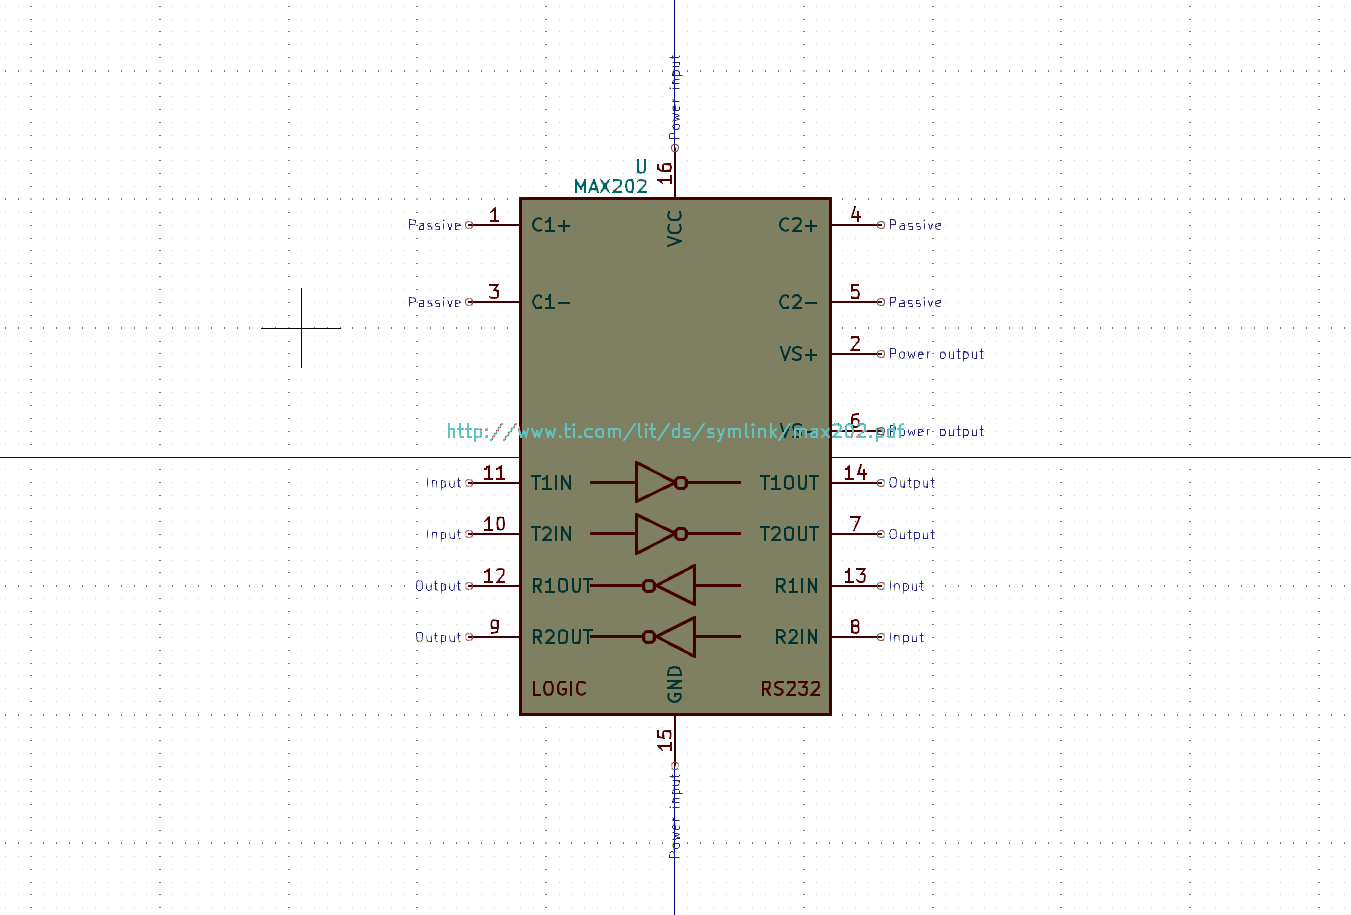 Power input
U
MAX202
16
Passive 1 C1+ VCC C2+ 4 Passive
Passive 3 C1- C2- 5 Passive
VS+ 2 Power output
http://www.ti.com/lit/ds/symlink/max202.pdf
VS- 6 Power output
Input 11 T1IN T1OUT 14 Output
Input 10 T2IN T2OUT 7 Output
Output 12 R1OUT R1IN 13 Input
Output 9 R2OUT R2IN 8 Input
LOGIC GND RS232
15
Power input